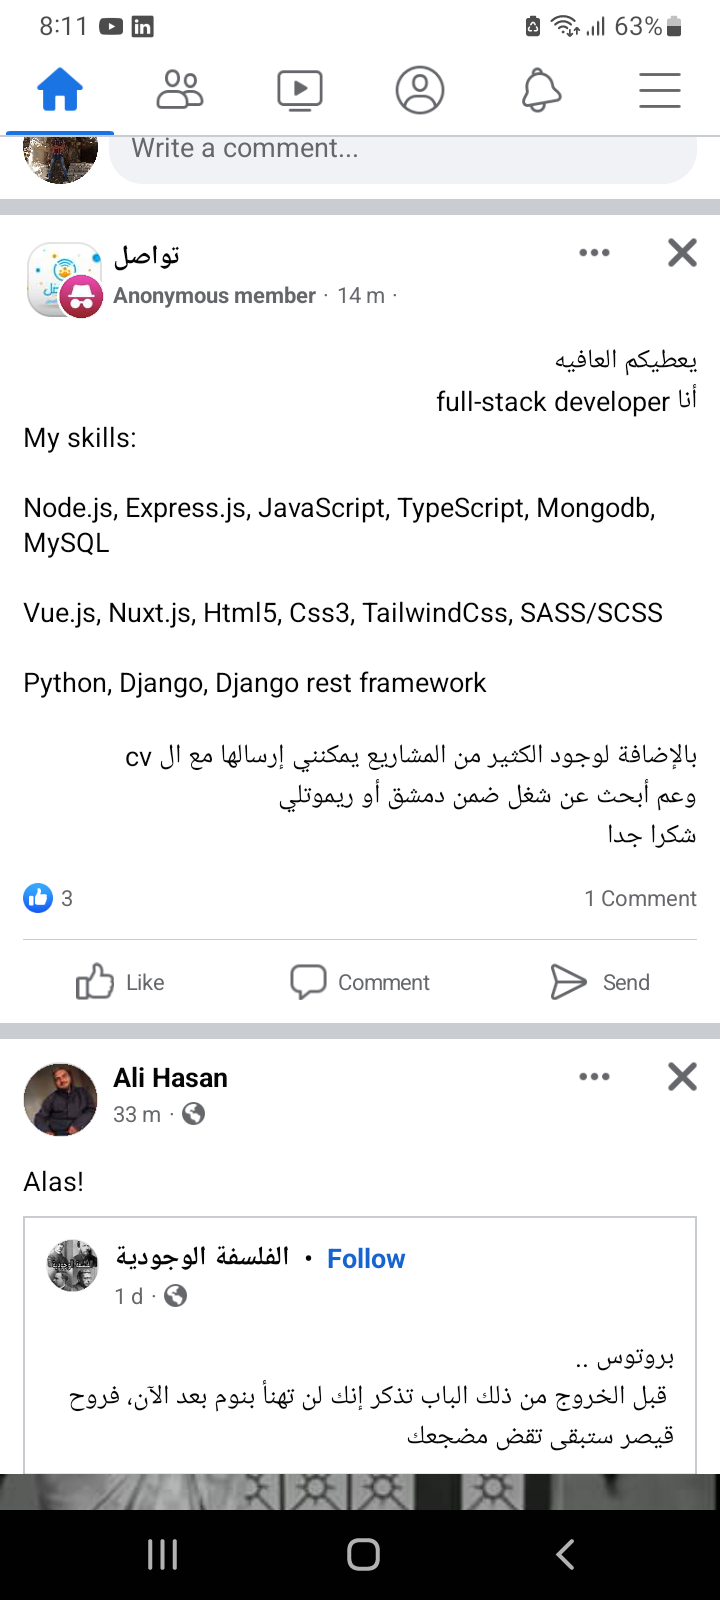 8:11
63%
Write a comment...
تواصل
Anonymous member · 14 m ·
يعطيكم العافيه
أنا full-stack developer
My skills:
Node.js, Express.js, JavaScript, TypeScript, Mongodb,
MySQL
Vue.js, Nuxt.js, Html5, Css3, TailwindCss, SASS/SCSS
Python, Django, Django rest framework
بالإضافة لوجود الكثير من المشاريع يمكنني إرسالها مع ال cv
وعم أبحث عن شغل ضمن دمشق أو ريموتلي
شكرا جدا
3
1 Comment
Like
Comment
Send
Ali Hasan
33 m ·
Alas!
الفلسفة الوجودية • Follow
1 d ·
بروتوس ..
قبل الخروج من ذلك الباب تذكر إنك لن تهنأ بنوم بعد الآن، فروح
قيصر ستبقى تقض مضجعك